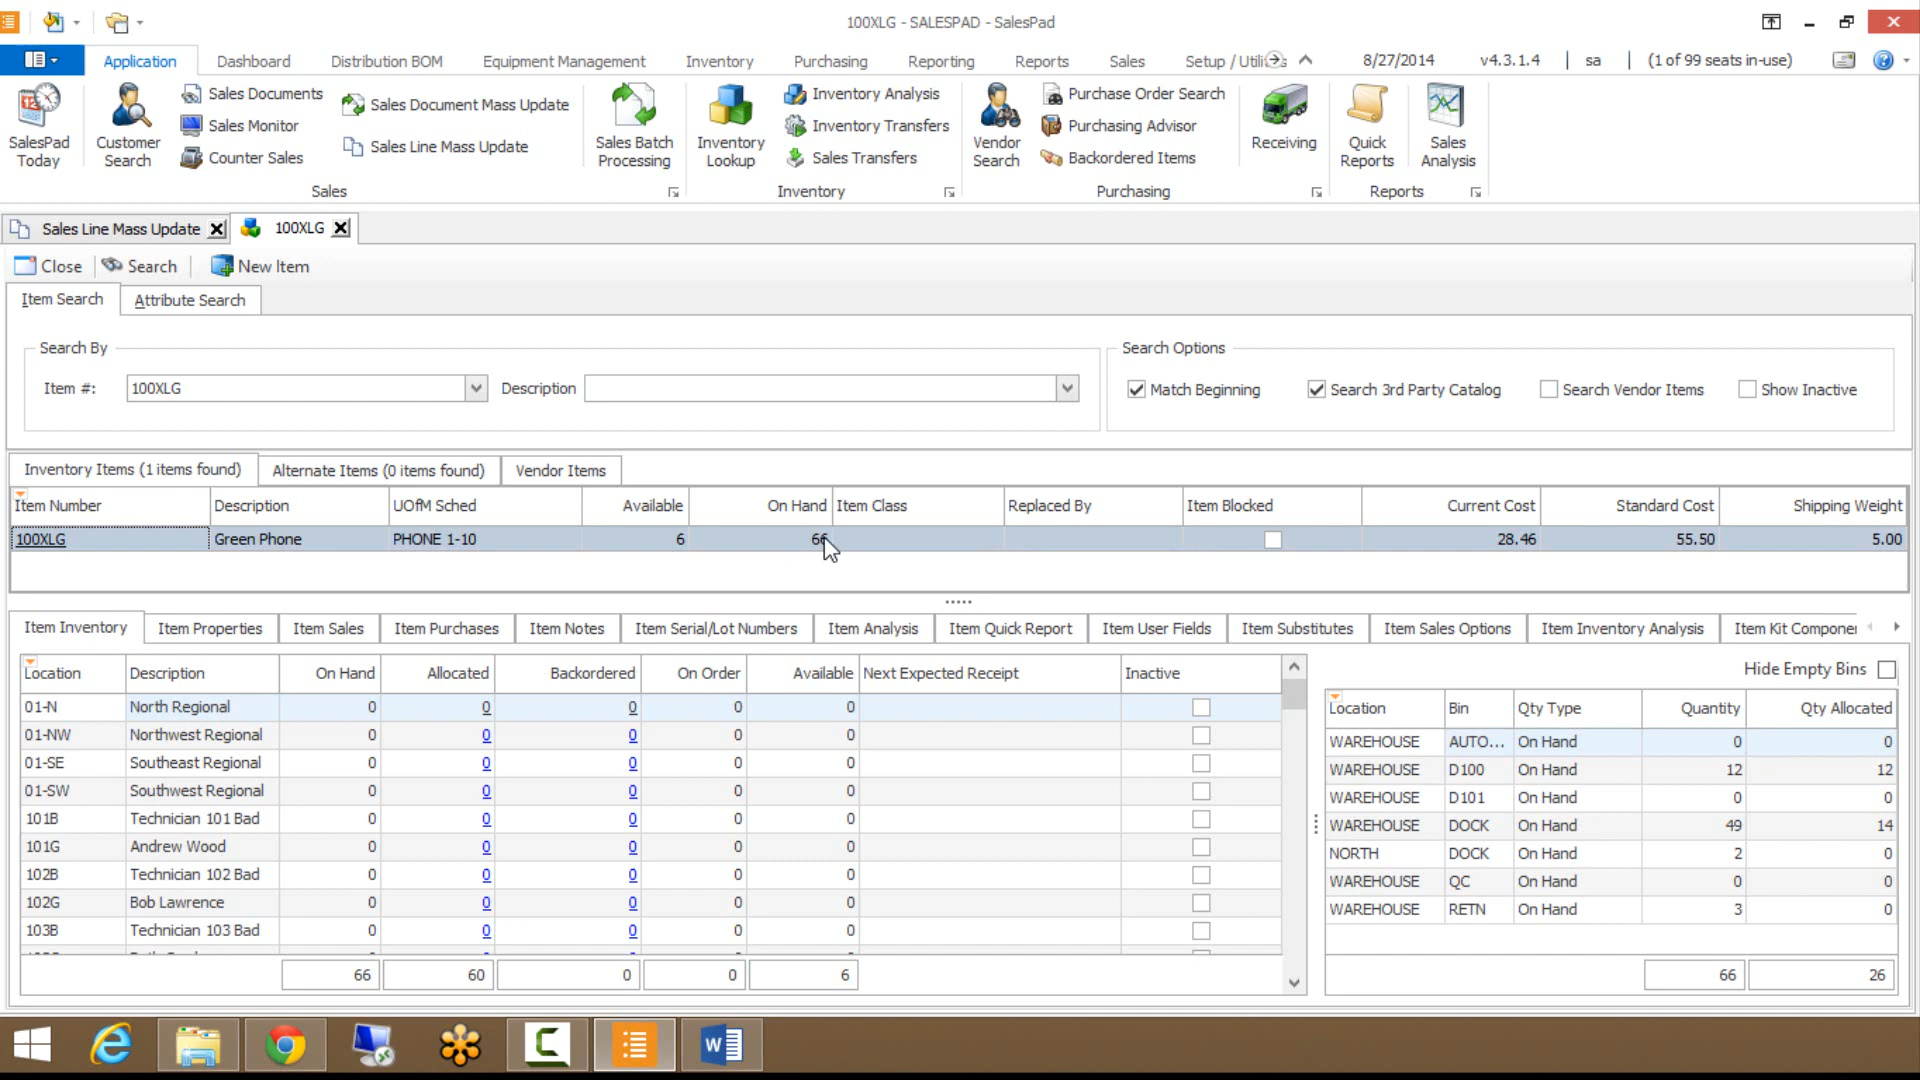 100XLG - SALESPAD - SalesPad
Application Dashboard Distribution BOM Equipment Management Inventory Purchasing Reporting Reports Sales Setup / Utilities 8/27/2014 v4.3.1.4 | sa | (1 of 99 seats in-use)
SalesPad Today
Customer Search
Sales Documents
Sales Monitor
Counter Sales
Sales Document Mass Update
Sales Line Mass Update
Sales Batch Processing
Inventory Lookup
Inventory Analysis
Inventory Transfers
Sales Transfers
Vendor Search
Purchase Order Search
Purchasing Advisor
Backordered Items
Receiving
Quick Reports
Sales Analysis
Sales Inventory Purchasing Reports
Sales Line Mass Update 100XLG
Close Search New Item
Item Search Attribute Search
Search By
Item #: 100XLG Description
Search Options
Match Beginning Search 3rd Party Catalog Search Vendor Items Show Inactive
Inventory Items (1 items found) Alternate Items (0 items found) Vendor Items
Item Number Description UOfM Sched Available On Hand Item Class Replaced By Item Blocked Current Cost Standard Cost Shipping Weight
100XLG Green Phone PHONE 1-10 6 66 28.46 55.50 5.00
Item Inventory Item Properties Item Sales Item Purchases Item Notes Item Serial/Lot Numbers Item Analysis Item Quick Report Item User Fields Item Substitutes Item Sales Options Item Inventory Analysis Item Kit Componer
Location Description On Hand Allocated Backordered On Order Available Next Expected Receipt Inactive
01-N North Regional 0 0 0 0 0
01-NW Northwest Regional 0 0 0 0 0
01-SE Southeast Regional 0 0 0 0 0
01-SW Southwest Regional 0 0 0 0 0
101B Technician 101 Bad 0 0 0 0 0
101G Andrew Wood 0 0 0 0 0
102B Technician 102 Bad 0 0 0 0 0
102G Bob Lawrence 0 0 0 0 0
103B Technician 103 Bad 0 0 0 0 0
66 60 0 0 6
Hide Empty Bins
Location Bin Qty Type Quantity Qty Allocated
WAREHOUSE AUTO... On Hand 0 0
WAREHOUSE D100 On Hand 12 12
WAREHOUSE D101 On Hand 0 0
WAREHOUSE DOCK On Hand 49 14
NORTH DOCK On Hand 2 0
WAREHOUSE QC On Hand 0 0
WAREHOUSE RETN On Hand 3 0
66 26